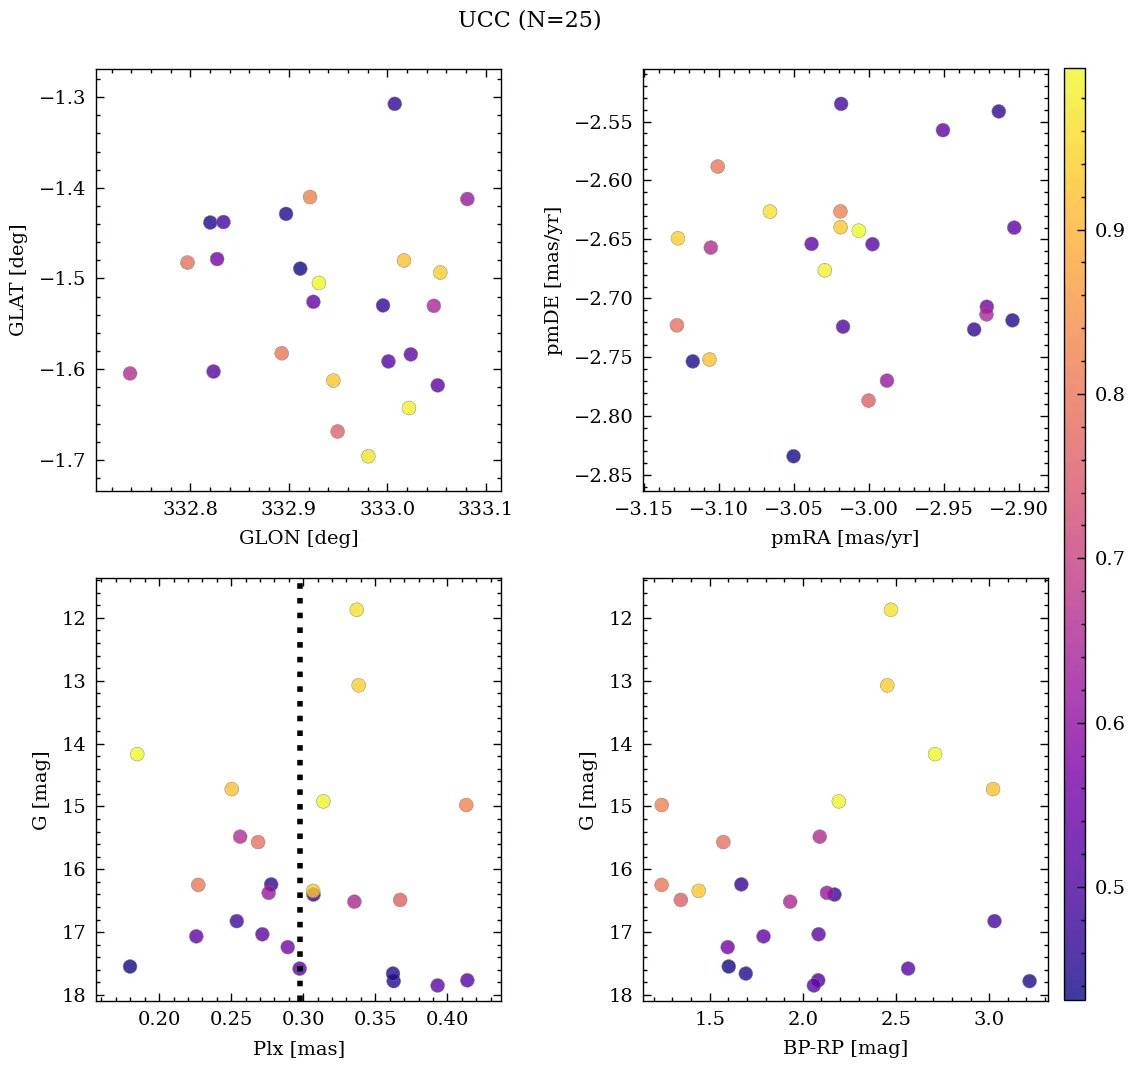 UCC (N=25)
−1.3
−1.4
−1.5
−1.6
−1.7
GLAT [deg]
332.8 332.9 333.0 333.1
GLON [deg]
−2.55
−2.60
−2.65
−2.70
−2.75
−2.80
−2.85
pmDE [mas/yr]
−3.15 −3.10 −3.05 −3.00 −2.95 −2.90
pmRA [mas/yr]
0.9
0.8
0.7
0.6
0.5
12
13
14
15
16
17
18
G [mag]
0.20 0.25 0.30 0.35 0.40
Plx [mas]
12
13
14
15
16
17
18
G [mag]
1.5 2.0 2.5 3.0
BP-RP [mag]